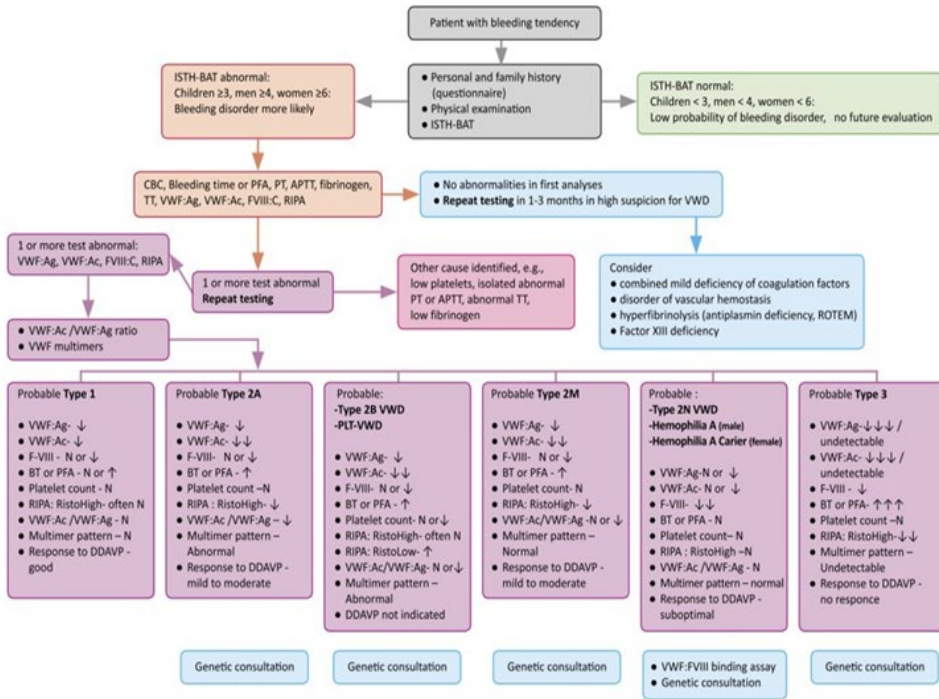 Patient with bleeding tendency
ISTH-BAT abnormal:
Children ≥3, men ≥4, women ≥6:
Bleeding disorder more likely
● Personal and family history
(questionnaire)
● Physical examination
● ISTH-BAT
ISTH-BAT normal:
Children < 3, men < 4, women < 6:
Low probability of bleeding disorder, no future evaluation
CBC, Bleeding time or PFA, PT, APTT, fibrinogen,
TT, VWF:Ag, VWF:Ac, FVIII:C, RIPA
● No abnormalities in first analyses
● Repeat testing in 1-3 months in high suspicion for VWD
1 or more test abnormal:
VWF:Ag, VWF:Ac, FVIII:C, RIPA
1 or more test abnormal
Repeat testing
Other cause identified, e.g.,
low platelets, isolated abnormal
PT or APTT, abnormal TT,
low fibrinogen
Consider
● combined mild deficiency of coagulation factors
● disorder of vascular hemostasis
● hyperfibrinolysis (antiplasmin deficiency, ROTEM)
● Factor XIII deficiency
● VWF:Ac /VWF:Ag ratio
● VWF multimers
Probable Type 1
● VWF:Ag- ↓
● VWF:Ac- ↓
● F-VIII - N or ↓
● BT or PFA - N or ↑
● Platelet count - N
● RIPA: RistoHigh- often N
● VWF:Ac /VWF:Ag - N
● Multimer pattern - N
● Response to DDAVP -
good
Probable Type 2A
● VWF:Ag- ↓
● VWF:Ac- ↓↓
● F-VIII- N or ↓
● BT or PFA - ↑
● Platelet count –N
● RIPA : RistoHigh- ↓
● VWF:Ac /VWF:Ag – ↓
● Multimer pattern –
Abnormal
● Response to DDAVP -
mild to moderate
Probable:
-Type 2B VWD
-PLT-VWD
● VWF:Ag- ↓
● VWF:Ac- ↓↓
● F-VIII- N or ↓
● BT or PFA - ↑
● Platelet count- N or↓
● RIPA: RistoHigh- often N
● RIPA: RistoLow- ↑
● VWF:Ac/VWF:Ag- N or↓
● Multimer pattern –
Abnormal
● DDAVP not indicated
Probable Type 2M
● VWF:Ag- ↓
● VWF:Ac- ↓↓
● F-VIII- N or ↓
● BT or PFA - ↑
● Platelet count- N
● RIPA: RistoHigh- ↓
● VWF:Ac/VWF:Ag -N or ↓
● Multimer pattern –
Normal
● Response to DDAVP -
mild to moderate
Probable :
-Type 2N VWD
-Hemophilia A (male)
-Hemophilia A Carier (female)
● VWF:Ag-N or ↓
● VWF:Ac- N or ↓
● F-VIII- ↓↓
● BT or PFA - N
● Platelet count– N
● RIPA : RistoHigh –N
● VWF:Ac /VWF:Ag - N
● Multimer pattern –normal
● Response to DDAVP -
suboptimal
Probable Type 3
● VWF:Ag-↓↓↓ /
undetectable
● VWF:Ac- ↓↓↓ /
undetectable
● F-VIII - ↓
● BT or PFA- ↑↑↑
● Platelet count –N
● RIPA: RistoHigh-↓↓
● Multimer pattern –
Undetectable
● Response to DDAVP -
no responce
Genetic consultation
Genetic consultation
Genetic consultation
● VWF:FVIII binding assay
● Genetic consultation
Genetic consultation